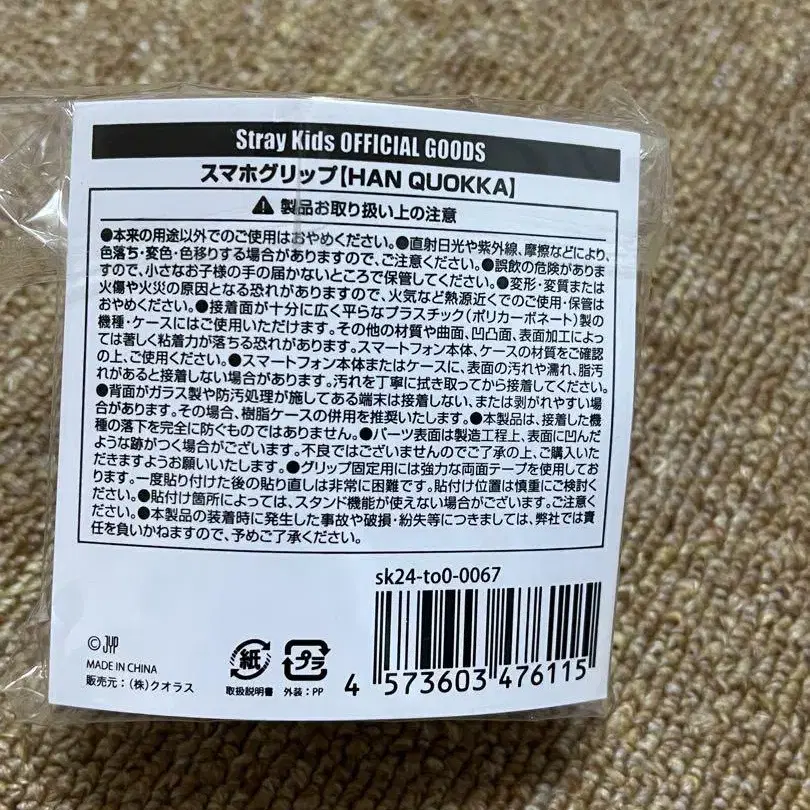 Stray Kids OFFICIAL GOODS
スマホグリップ【HAN QUOKKA】
⚠ 製品お取り扱い上の注意
●本来の用途以外でのご使用はおやめください。●直射日光や紫外線、摩擦などにより、
色落ち・変色・色移りする場合がありますので、ご注意ください。●誤飲の危険がありま
すので、小さなお子様の手の届かないところで保管してください。●変形・変質または
火傷や火災の原因となる恐れがありますので、火気など熱源近くでのご使用・保管は
おやめください。●接着面が十分に広く平らなプラスチック(ポリカーボネート)製の
機種・ケースにはご使用いただけます。その他の材質や曲面、凹凸面、表面加工によっ
ては著しく粘着力が落ちる恐れがあります。スマートフォン本体、ケースの材質をご確認
の上、ご使用ください。●スマートフォン本体またはケースに、表面の汚れや濡れ、脂汚
れがあると接着しない場合があります。汚れを丁寧に拭き取ってから接着してください。
●背面がガラス製や防汚処理が施してある端末は接着しない、または剥がれやすい場
合があります。その場合、樹脂ケースの併用を推奨いたします。●本製品は、接着した機
種の落下を完全に防ぐものではありません。●パーツ表面は製造工程上、表面に凹んだ
ような跡がつく場合がございます。不良ではございませんのでご了承の上、ご購入いた
だきますようお願いいたします。●グリップ固定用には強力な両面テープを使用してお
ります。一度貼り付けた後の貼り直しは非常に困難です。貼付け位置は慎重にご検討く
ださい。●貼付け箇所によっては、スタンド機能が使えない場合がございます。ご注意く
ださい。●本製品の装着時に発生した事故や破損・紛失等につきましては、弊社では責
任を負いかねますので、予めご了承ください。
sk24-to0-0067
© JYP
MADE IN CHINA
販売元：(株)クオラス
紙
取扱説明書
プラ
外装：PP
4 573603 476115